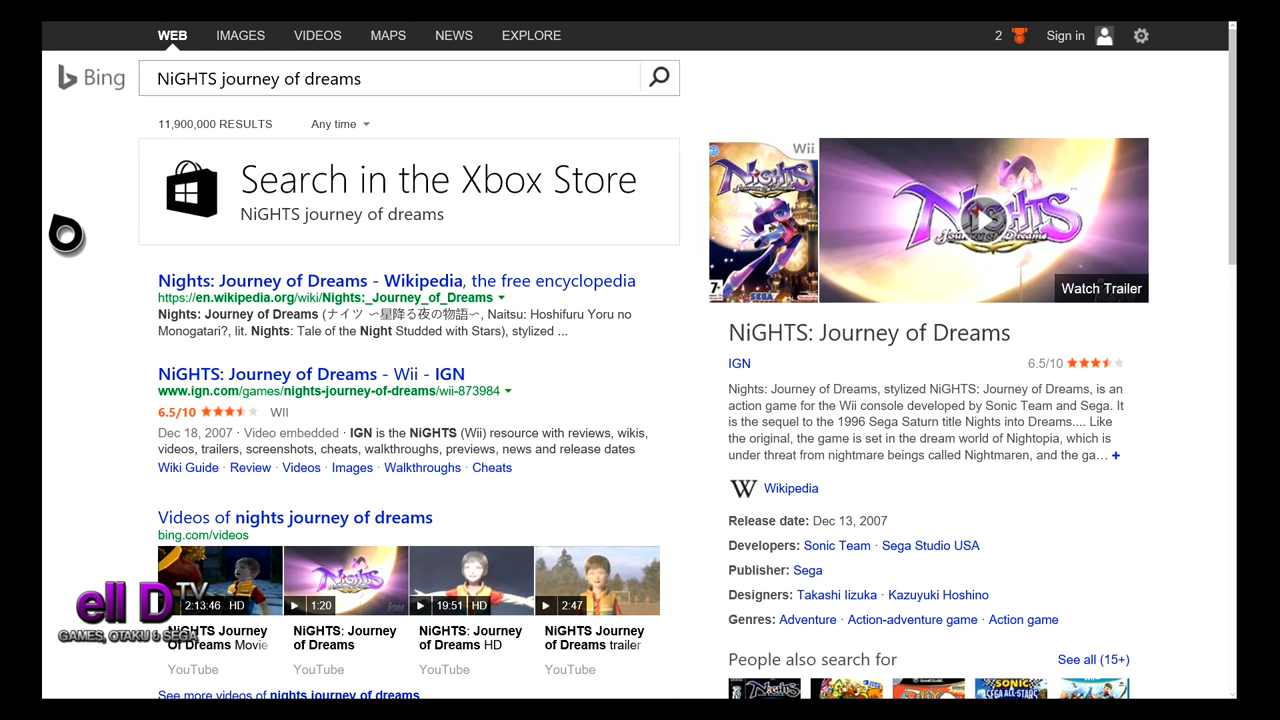 WEB IMAGES VIDEOS MAPS NEWS EXPLORE 2 Sign in
Bing NiGHTS journey of dreams
11,900,000 RESULTS Any time
Search in the Xbox Store
NiGHTS journey of dreams
Nights: Journey of Dreams - Wikipedia, the free encyclopedia
https://en.wikipedia.org/wiki/Nights:_Journey_of_Dreams
Nights: Journey of Dreams (ナイツ 〜星降る夜の物語〜, Naitsu: Hoshifuru Yoru no
Monogatari?, lit. Nights: Tale of the Night Studded with Stars), stylized ...
NiGHTS: Journey of Dreams - Wii - IGN
www.ign.com/games/nights-journey-of-dreams/wii-873984
6.5/10 WII
Dec 18, 2007 · Video embedded · IGN is the NiGHTS (Wii) resource with reviews, wikis,
videos, trailers, screenshots, cheats, walkthroughs, previews, news and release dates
Wiki Guide · Review · Videos · Images · Walkthroughs · Cheats
Videos of nights journey of dreams
bing.com/videos
2:13:46 HD
1:20
19:51 HD
2:47
ell D TV
GAMES, OTAKU & SEGA
NiGHTS Journey
Of Dreams Movie
YouTube
NiGHTS: Journey
of Dreams
YouTube
NiGHTS Journey
of Dreams HD
YouTube
NiGHTS Journey
of Dreams trailer
YouTube
See more videos of nights journey of dreams
Wii
NiGHTS
Journey of Dreams
7+
SEGA
NiGHTS
Journey of Dreams
Watch Trailer
NiGHTS: Journey of Dreams
IGN 6.5/10
Nights: Journey of Dreams, stylized NiGHTS: Journey of Dreams, is an
action game for the Wii console developed by Sonic Team and Sega. It
is the sequel to the 1996 Sega Saturn title Nights into Dreams.... Like
the original, the game is set in the dream world of Nightopia, which is
under threat from nightmare beings called Nightmaren, and the ga... +
W Wikipedia
Release date: Dec 13, 2007
Developers: Sonic Team · Sega Studio USA
Publisher: Sega
Designers: Takashi Iizuka · Kazuyuki Hoshino
Genres: Adventure · Action-adventure game · Action game
People also search for See all (15+)